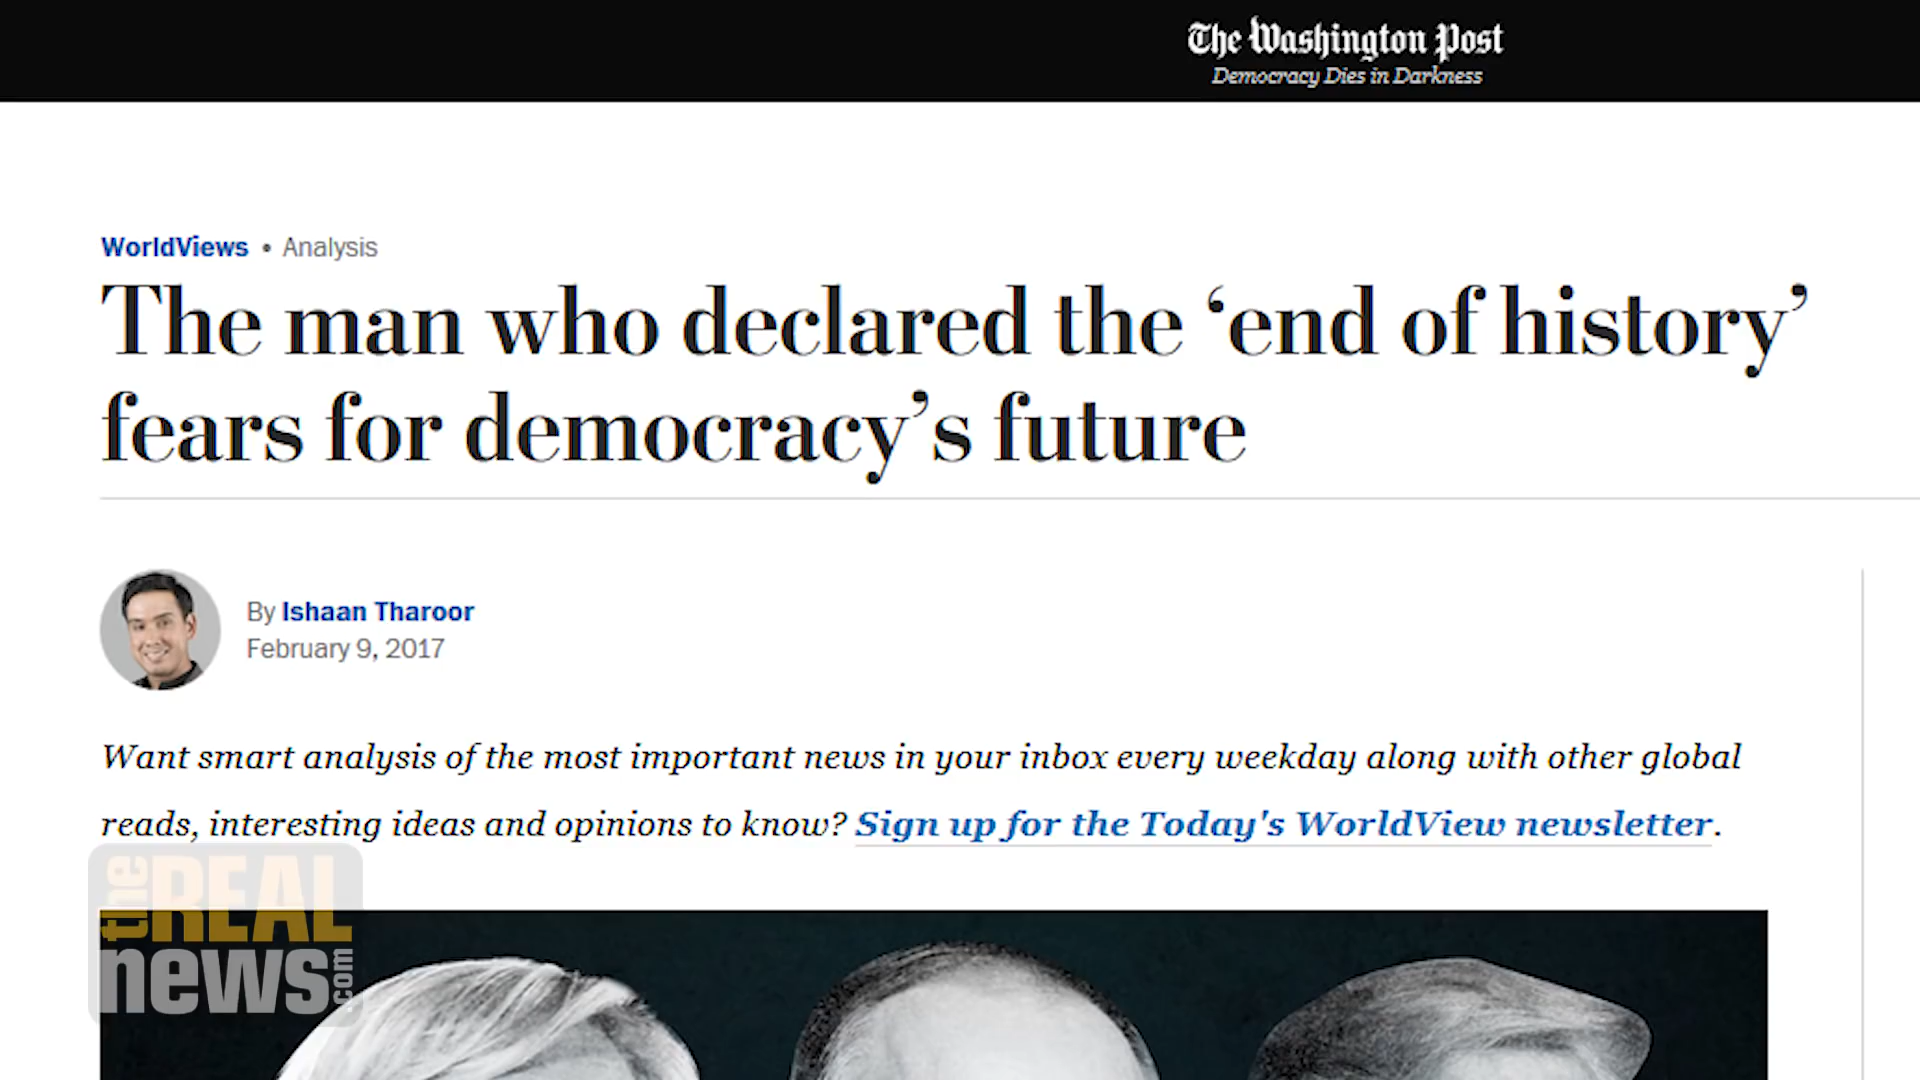 The Washington Post
Democracy Dies in Darkness
WorldViews • Analysis
The man who declared the ‘end of history’
fears for democracy’s future
By Ishaan Tharoor
February 9, 2017
Want smart analysis of the most important news in your inbox every weekday along with other global
reads, interesting ideas and opinions to know? Sign up for the Today's WorldView newsletter.
the REAL
news.com